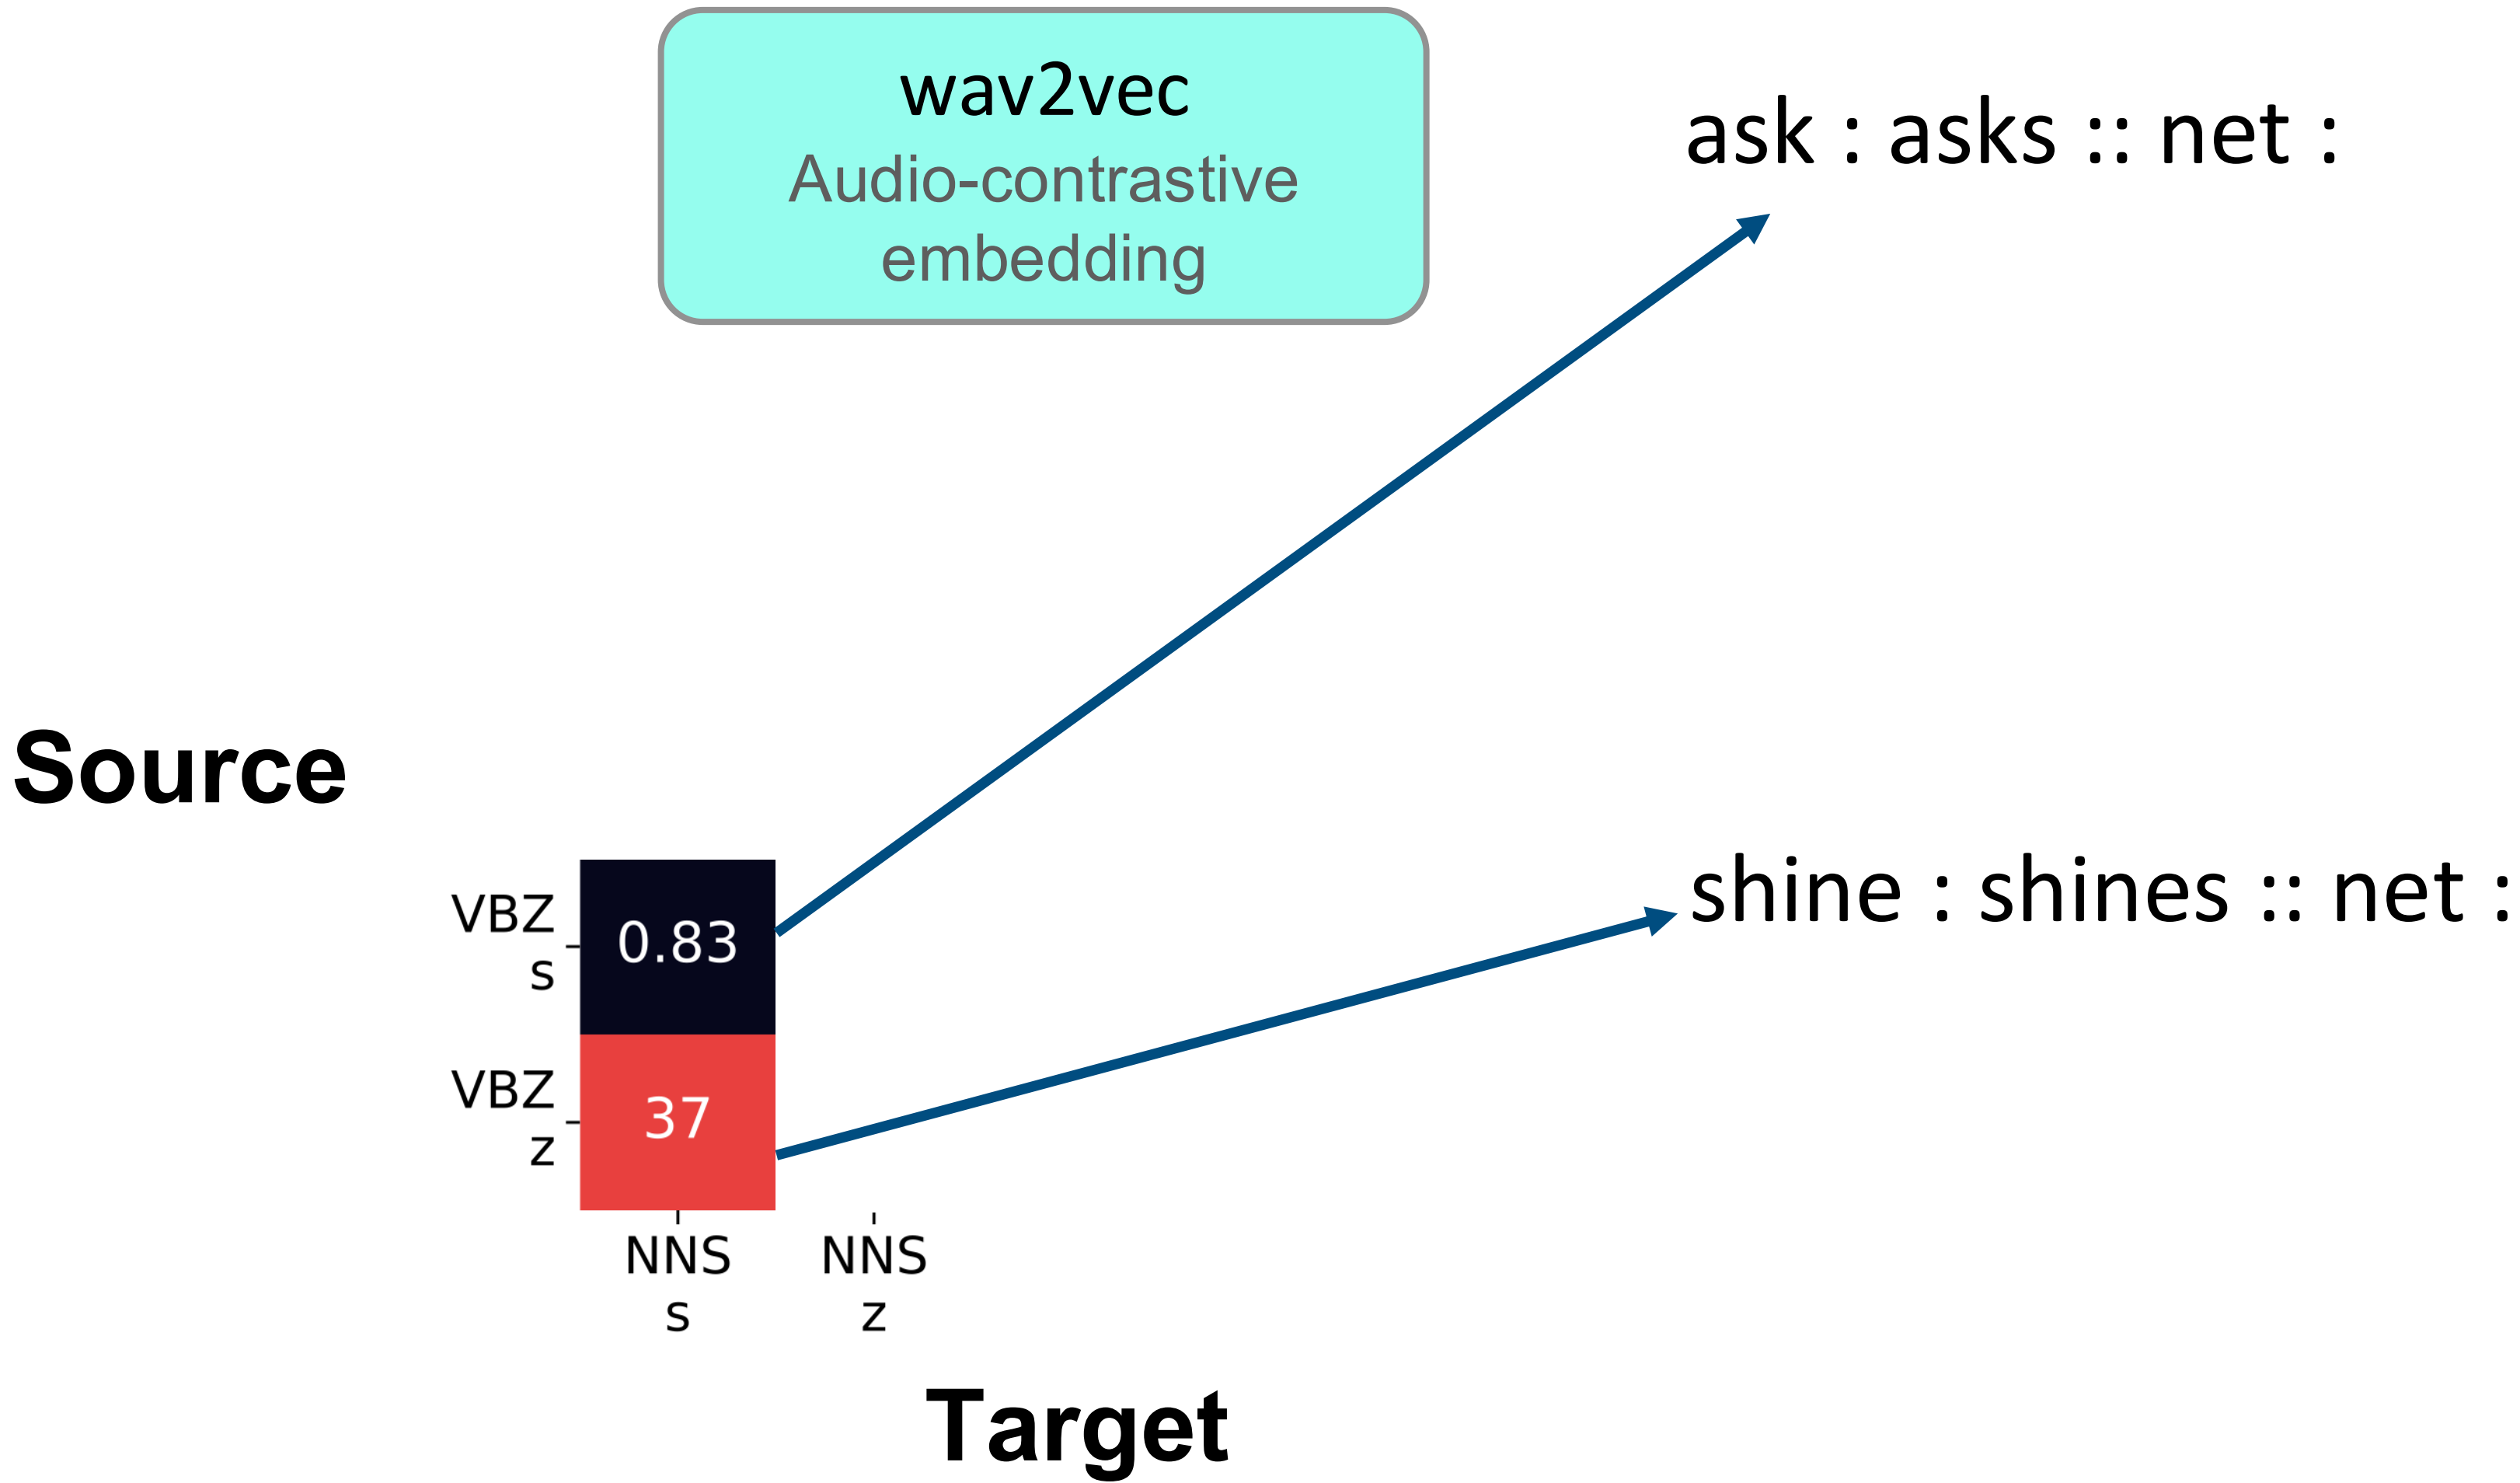 wav2vec
Audio-contrastive
embedding
ask : asks :: net :
Source
shine : shines :: net :
VBZ
s
0.83
VBZ
z
37
NNS
s
NNS
z
Target